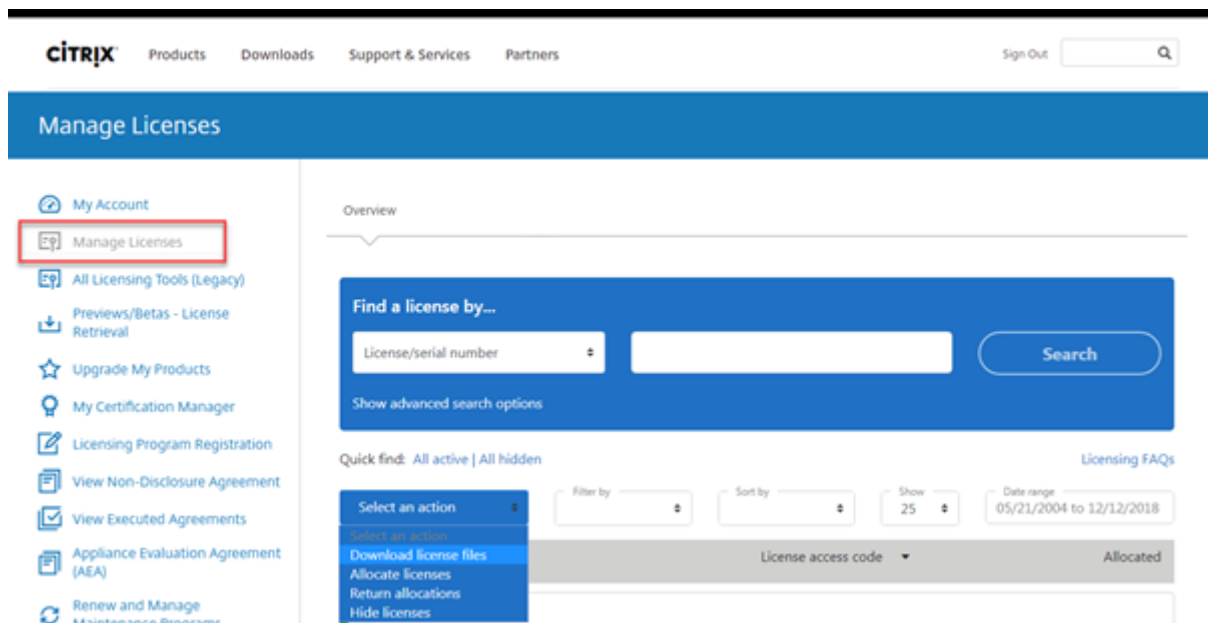 CİTRIX Products Downloads Support & Services Partners Sign Out
Manage Licenses
My Account
Manage Licenses
All Licensing Tools (Legacy)
Previews/Betas - License
Retrieval
Upgrade My Products
My Certification Manager
Licensing Program Registration
View Non-Disclosure Agreement
View Executed Agreements
Appliance Evaluation Agreement
(AEA)
Renew and Manage
Maintenance Programs
Overview
Find a license by...
License/serial number Search
Show advanced search options
Quick find: All active | All hidden Licensing FAQs
Filter by Sort by Show Date range
Select an action 25 05/21/2004 to 12/12/2018
Select an action
Download license files
Allocate licenses
Return allocations
Hide licenses
License access code Allocated